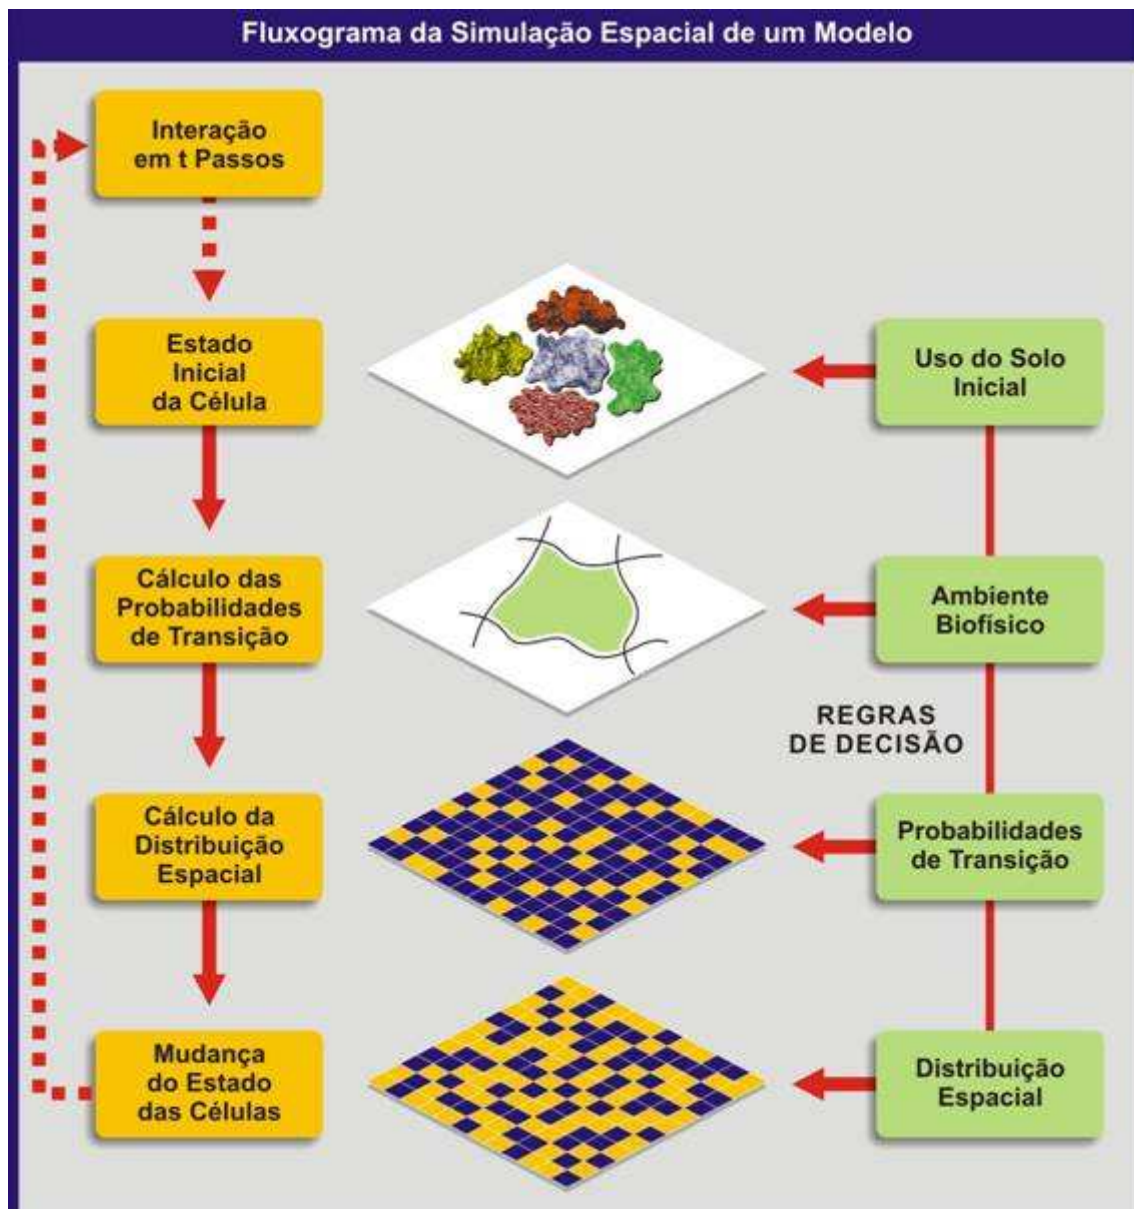 Fluxograma da Simulação Espacial de um Modelo
Interação
em t Passos
Estado
Inicial
da Célula
Uso do Solo
Inicial
Cálculo das
Probabilidades
de Transição
Ambiente
Biofísico
REGRAS
DE DECISÃO
Cálculo da
Distribuição
Espacial
Probabilidades
de Transição
Mudança
do Estado
das Células
Distribuição
Espacial